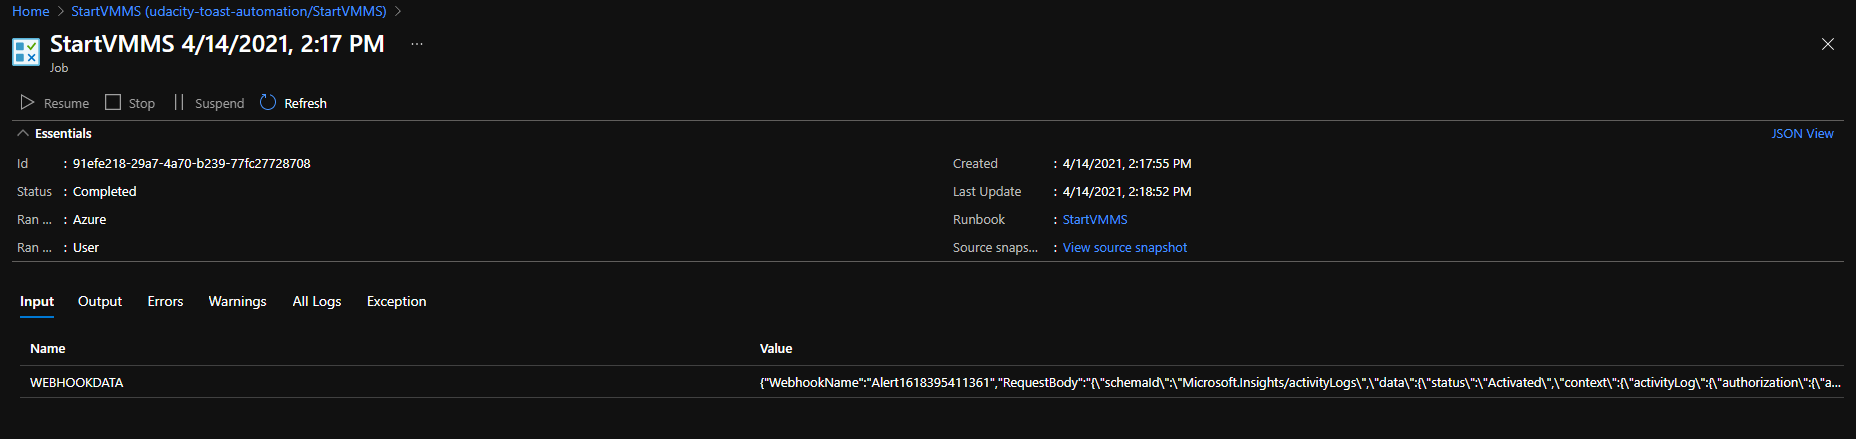 Home > StartVMMS (udacity-toast-automation/StartVMMS) >
StartVMMS 4/14/2021, 2:17 PM ...
Job
Resume Stop Suspend Refresh
Essentials JSON View
Id : 91efe218-29a7-4a70-b239-77fc27728708 Created : 4/14/2021, 2:17:55 PM
Status : Completed Last Update : 4/14/2021, 2:18:52 PM
Ran ... : Azure Runbook : StartVMMS
Ran ... : User Source snaps... : View source snapshot
Input Output Errors Warnings All Logs Exception
Name Value
WEBHOOKDATA {"WebhookName":"Alert1618395411361","RequestBody":"{\"schemaId\":\"Microsoft.Insights/activityLogs\",\"data\":{\"status\":\"Activated\",\"context\":{\"activityLog\":{\"authorization\":{\"a...